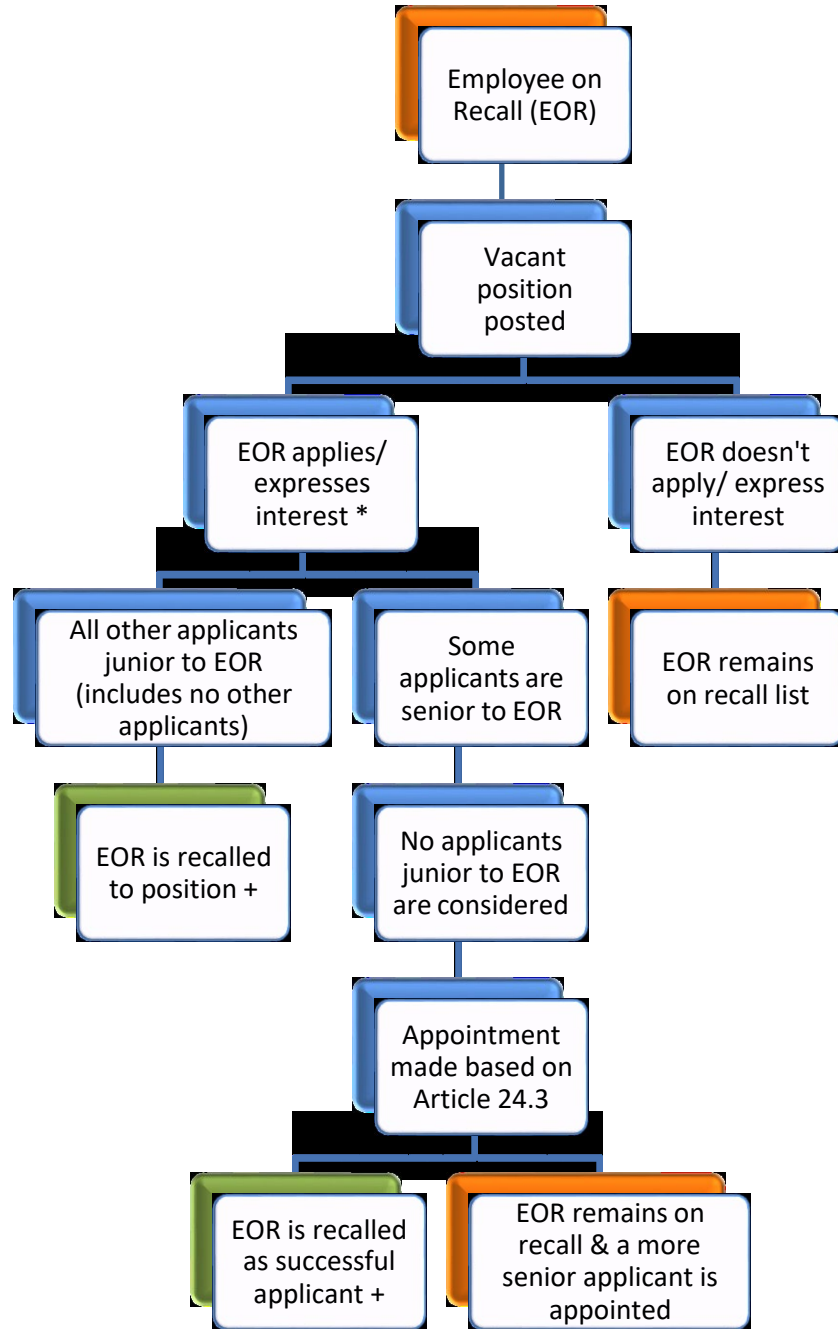 Employee on
Recall (EOR)
Vacant
position
posted
EOR applies/
expresses
interest *
EOR doesn't
apply/ express
interest
All other applicants
junior to EOR
(includes no other
applicants)
Some
applicants are
senior to EOR
EOR remains
on recall list
EOR is recalled
to position +
No applicants
junior to EOR
are considered
Appointment
made based on
Article 24.3
EOR is recalled
as successful
applicant +
EOR remains on
recall & a more
senior applicant is
appointed